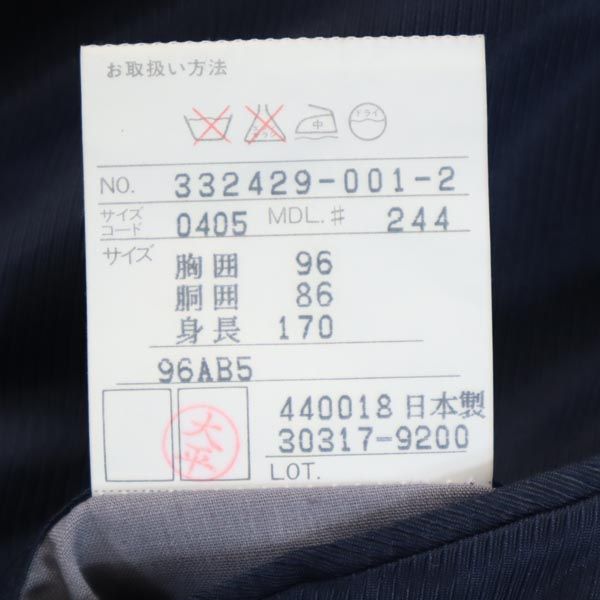 お取扱い方法
中 ドライ
NO. 332429-001-2
サイズ
コード 0405 MDL.# 244
サイズ
胸囲 96
胴囲 86
身長 170
96AB5
大平
440018 日本製
30317-9200
LOT.